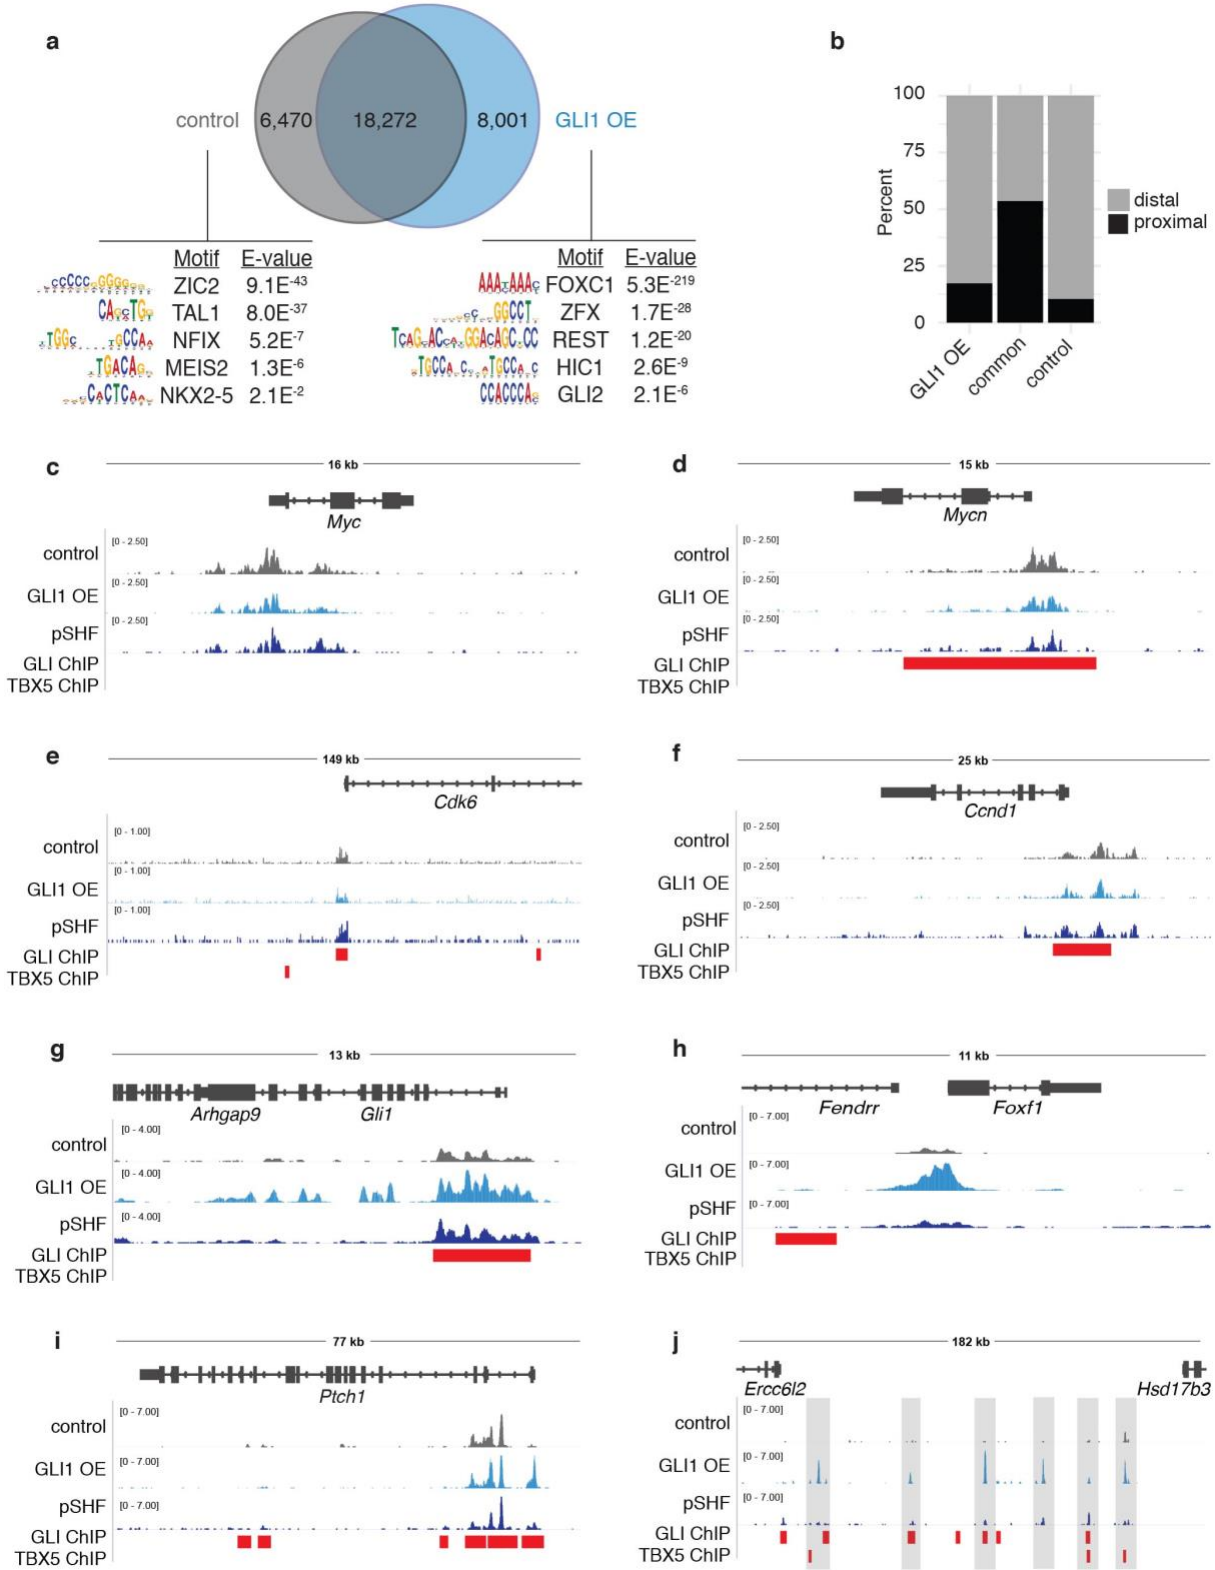 a
control
6,470
18,272
8,001
GLI1 OE
Motif E-value
ZIC2 9.1E-43
TAL1 8.0E-37
NFIX 5.2E-7
MEIS2 1.3E-6
NKX2-5 2.1E-2
Motif E-value
FOXC1 5.3E-219
ZFX 1.7E-28
REST 1.2E-20
HIC1 2.6E-9
GLI2 2.1E-6
b
Percent
100
75
50
25
0
GLI1 OE
common
control
distal
proximal
c
16 kb
Myc
control [0 - 2.50]
GLI1 OE [0 - 2.50]
pSHF [0 - 2.50]
GLI ChIP
TBX5 ChIP
d
15 kb
Mycn
control [0 - 2.50]
GLI1 OE [0 - 2.50]
pSHF [0 - 2.50]
GLI ChIP
TBX5 ChIP
e
149 kb
Cdk6
control [0 - 1.00]
GLI1 OE [0 - 1.00]
pSHF [0 - 1.00]
GLI ChIP
TBX5 ChIP
f
25 kb
Ccnd1
control [0 - 2.50]
GLI1 OE [0 - 2.50]
pSHF [0 - 2.50]
GLI ChIP
TBX5 ChIP
g
13 kb
Arhgap9 Gli1
control [0 - 4.00]
GLI1 OE [0 - 4.00]
pSHF [0 - 4.00]
GLI ChIP
TBX5 ChIP
h
11 kb
Fendrr Foxf1
control [0 - 7.00]
GLI1 OE [0 - 7.00]
pSHF [0 - 7.00]
GLI ChIP
TBX5 ChIP
i
77 kb
Ptch1
control [0 - 7.00]
GLI1 OE [0 - 7.00]
pSHF [0 - 7.00]
GLI ChIP
TBX5 ChIP
j
182 kb
Ercc6l2 Hsd17b3
control [0 - 7.00]
GLI1 OE [0 - 7.00]
pSHF [0 - 7.00]
GLI ChIP
TBX5 ChIP